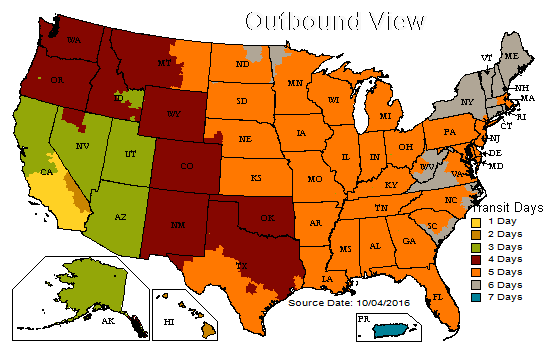 Outbound View
WA
OR
MT
ID
WY
ND
SD
NE
KS
MN
WI
MI
IA
IL
IN
OH
PA
NY
VT
ME
NH
MA
RI
CT
NJ
DE
MD
WV
VA
KY
MO
NV
UT
CO
CA
AZ
NM
OK
AR
TN
NC
SC
MS
AL
GA
TX
LA
FL
AK
HI
PR
Transit Days
1 Day
2 Days
3 Days
4 Days
5 Days
6 Days
7 Days
Source Date: 10/04/2016